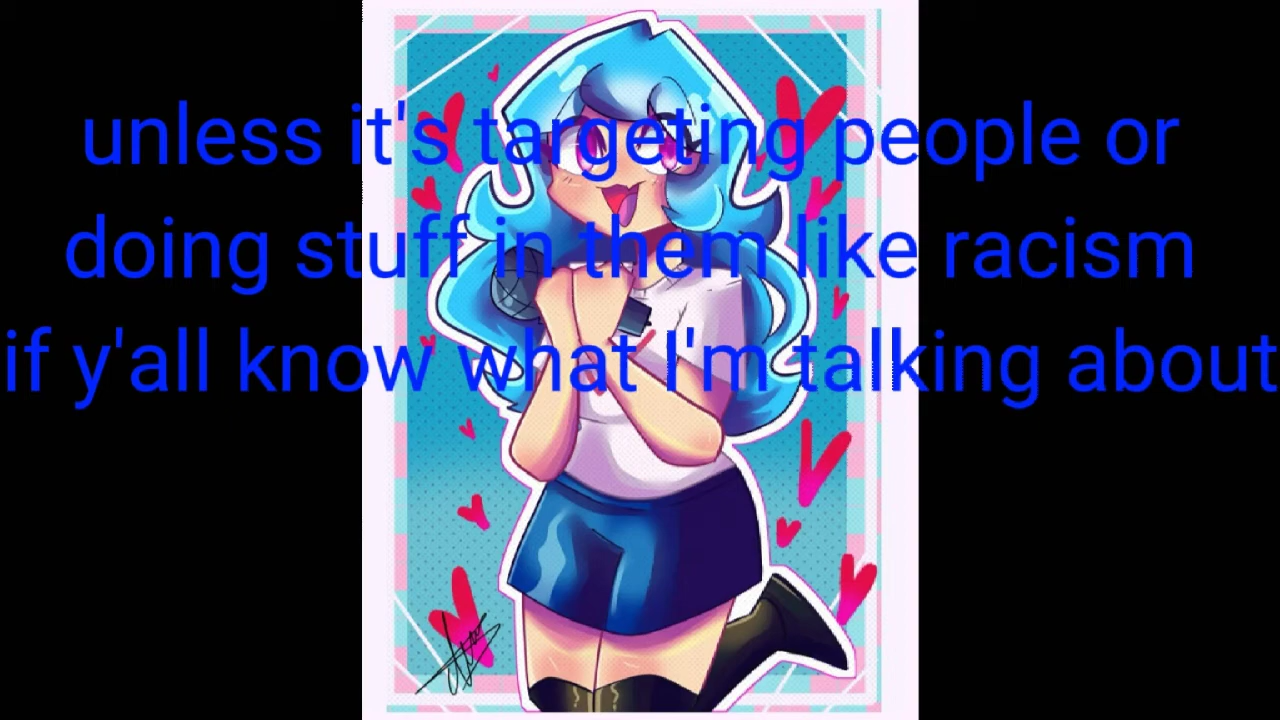 unless it's targeting people or
doing stuff in them like racism
if y'all know what I'm talking about